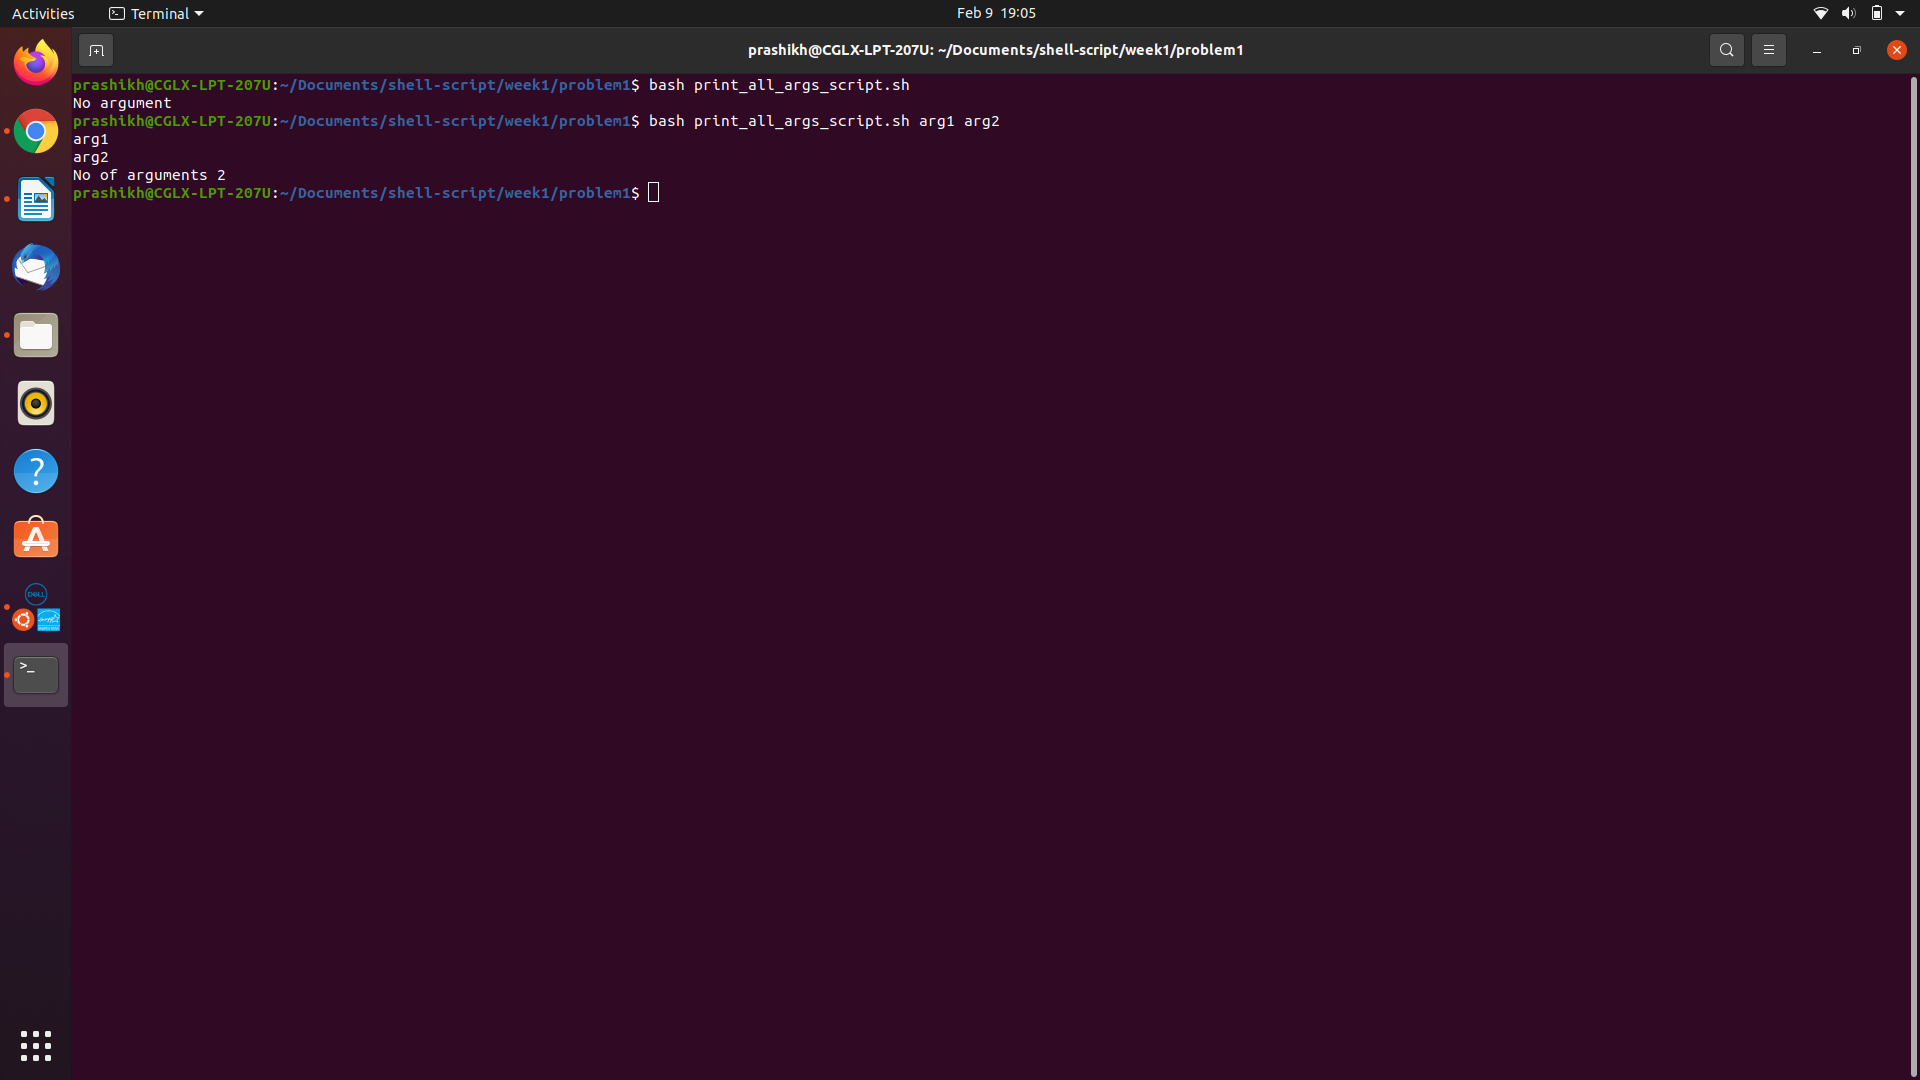 Activities
Terminal
Feb 9 19:05
prashikh@CGLX-LPT-207U: ~/Documents/shell-script/week1/problem1
prashikh@CGLX-LPT-207U:~/Documents/shell-script/week1/problem1$ bash print_all_args_script.sh
No argument
prashikh@CGLX-LPT-207U:~/Documents/shell-script/week1/problem1$ bash print_all_args_script.sh arg1 arg2
arg1
arg2
No of arguments 2
prashikh@CGLX-LPT-207U:~/Documents/shell-script/week1/problem1$
DELL